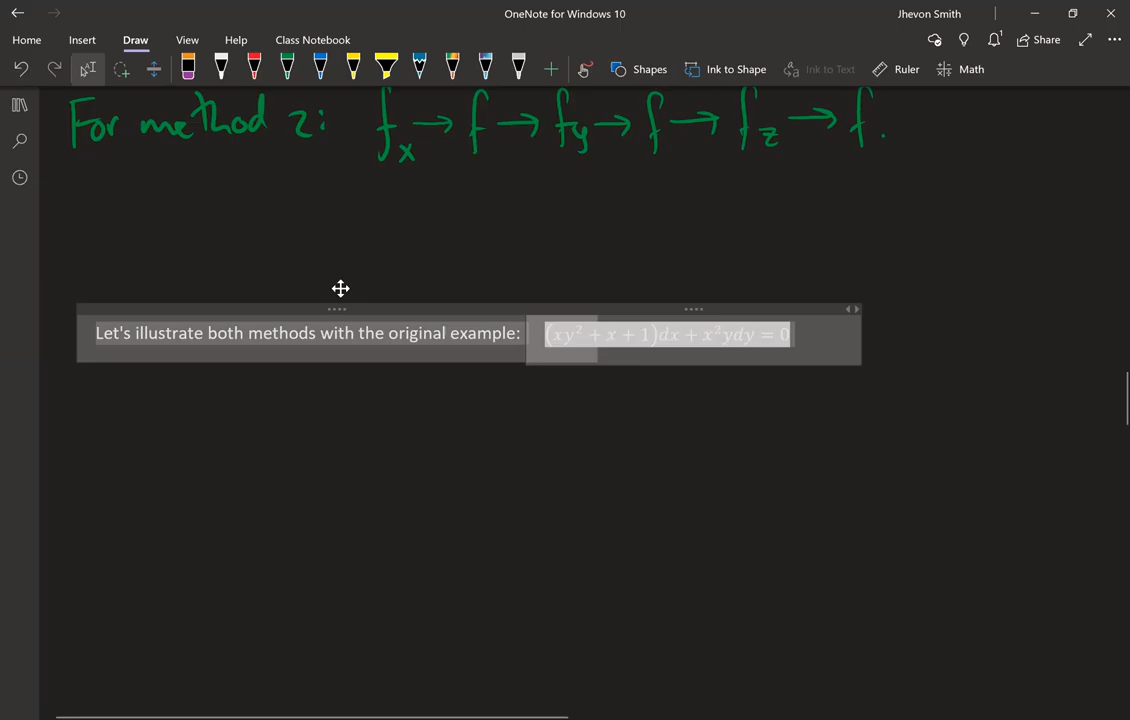 OneNote for Windows 10
Jhevon Smith
Home Insert Draw View Help Class Notebook
Share
Shapes Ink to Shape Ink to Text Ruler Math
For method 2: f_x → f → f_y → f → f_z → f.
Let's illustrate both methods with the original example: (xy² + x + 1)dx + x²ydy = 0